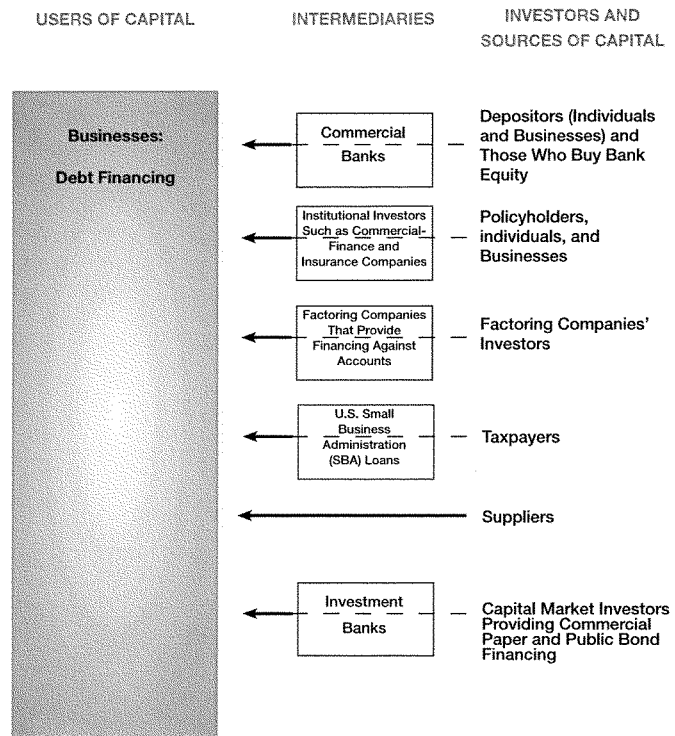 USERS OF CAPITAL
INTERMEDIARIES
INVESTORS AND
SOURCES OF CAPITAL
Businesses:
Debt Financing
Commercial
Banks
Depositors (Individuals
and Businesses) and
Those Who Buy Bank
Equity
Institutional Investors
Such as Commercial-
Finance and
Insurance Companies
Policyholders,
individuals, and
Businesses
Factoring Companies
That Provide
Financing Against
Accounts
Factoring Companies'
Investors
U.S. Small
Business
Administration
(SBA) Loans
Taxpayers
Suppliers
Investment
Banks
Capital Market Investors
Providing Commercial
Paper and Public Bond
Financing